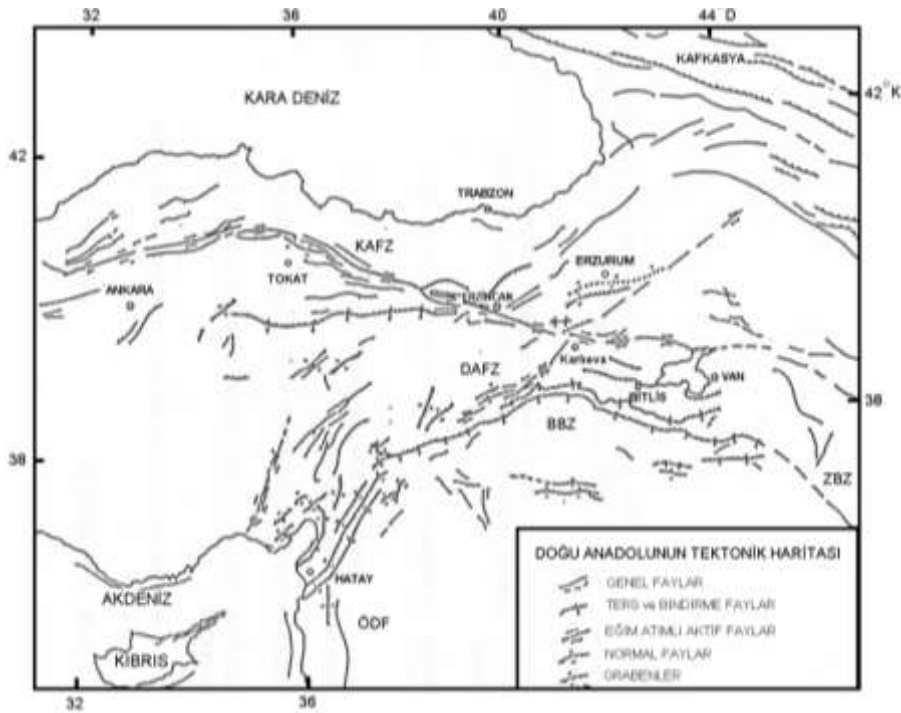 32 36 40 44° D
KAFKASYA
42°K
KARA DENİZ
42
TRABZON
KAFZ
ERZURUM
TOKAT
ANKARA
ERZİNCAN
Karlıova
DAFZ
VAN
BİTLİS
38
BBZ
38
ZBZ
DOĞU ANADOLUNUN TEKTONİK HARİTASI
HATAY
GENEL FAYLAR
AKDENİZ
TERS ve BİNDİRME FAYLAR
ÖDF
EĞİM ATIMLI AKTİF FAYLAR
KIBRIS
NORMAL FAYLAR
GRABENLER
32 36